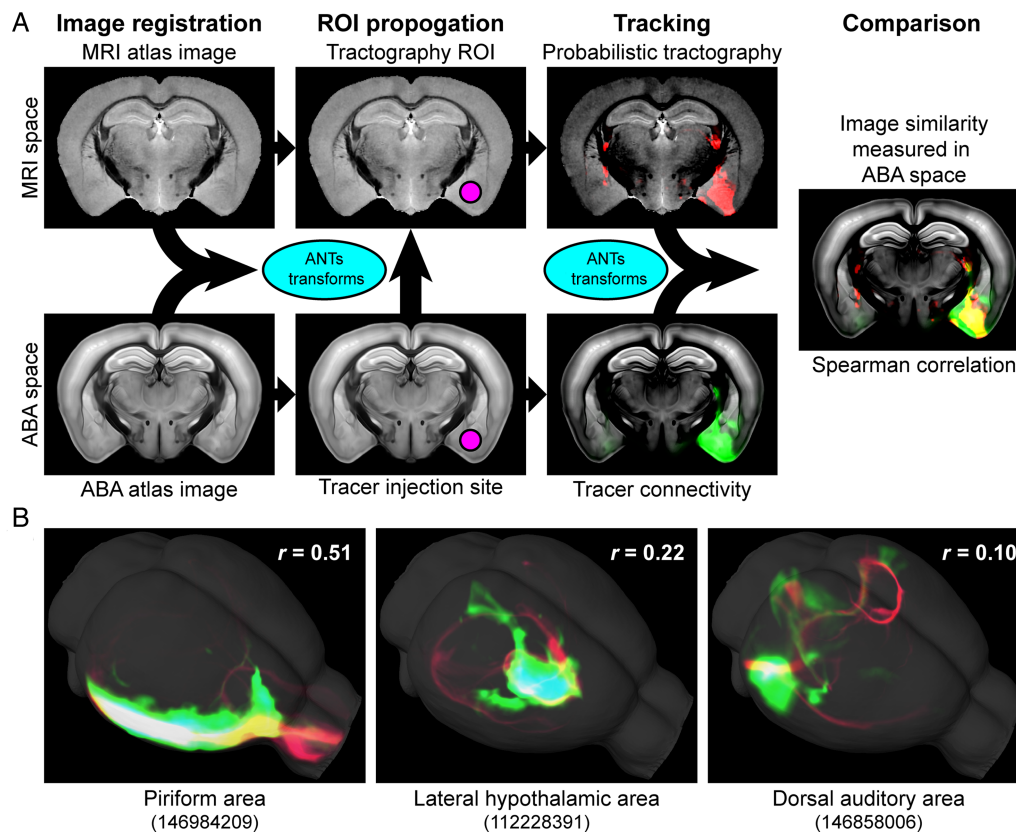 A
Image registration
ROI propogation
Tracking
Comparison
MRI atlas image
Tractography ROI
Probabilistic tractography
MRI space
Image similarity
measured in
ABA space
ANTs
transforms
ANTs
transforms
ABA space
Spearman correlation
ABA atlas image
Tracer injection site
Tracer connectivity
B
r = 0.51
r = 0.22
r = 0.10
Piriform area
(146984209)
Lateral hypothalamic area
(112228391)
Dorsal auditory area
(146858006)